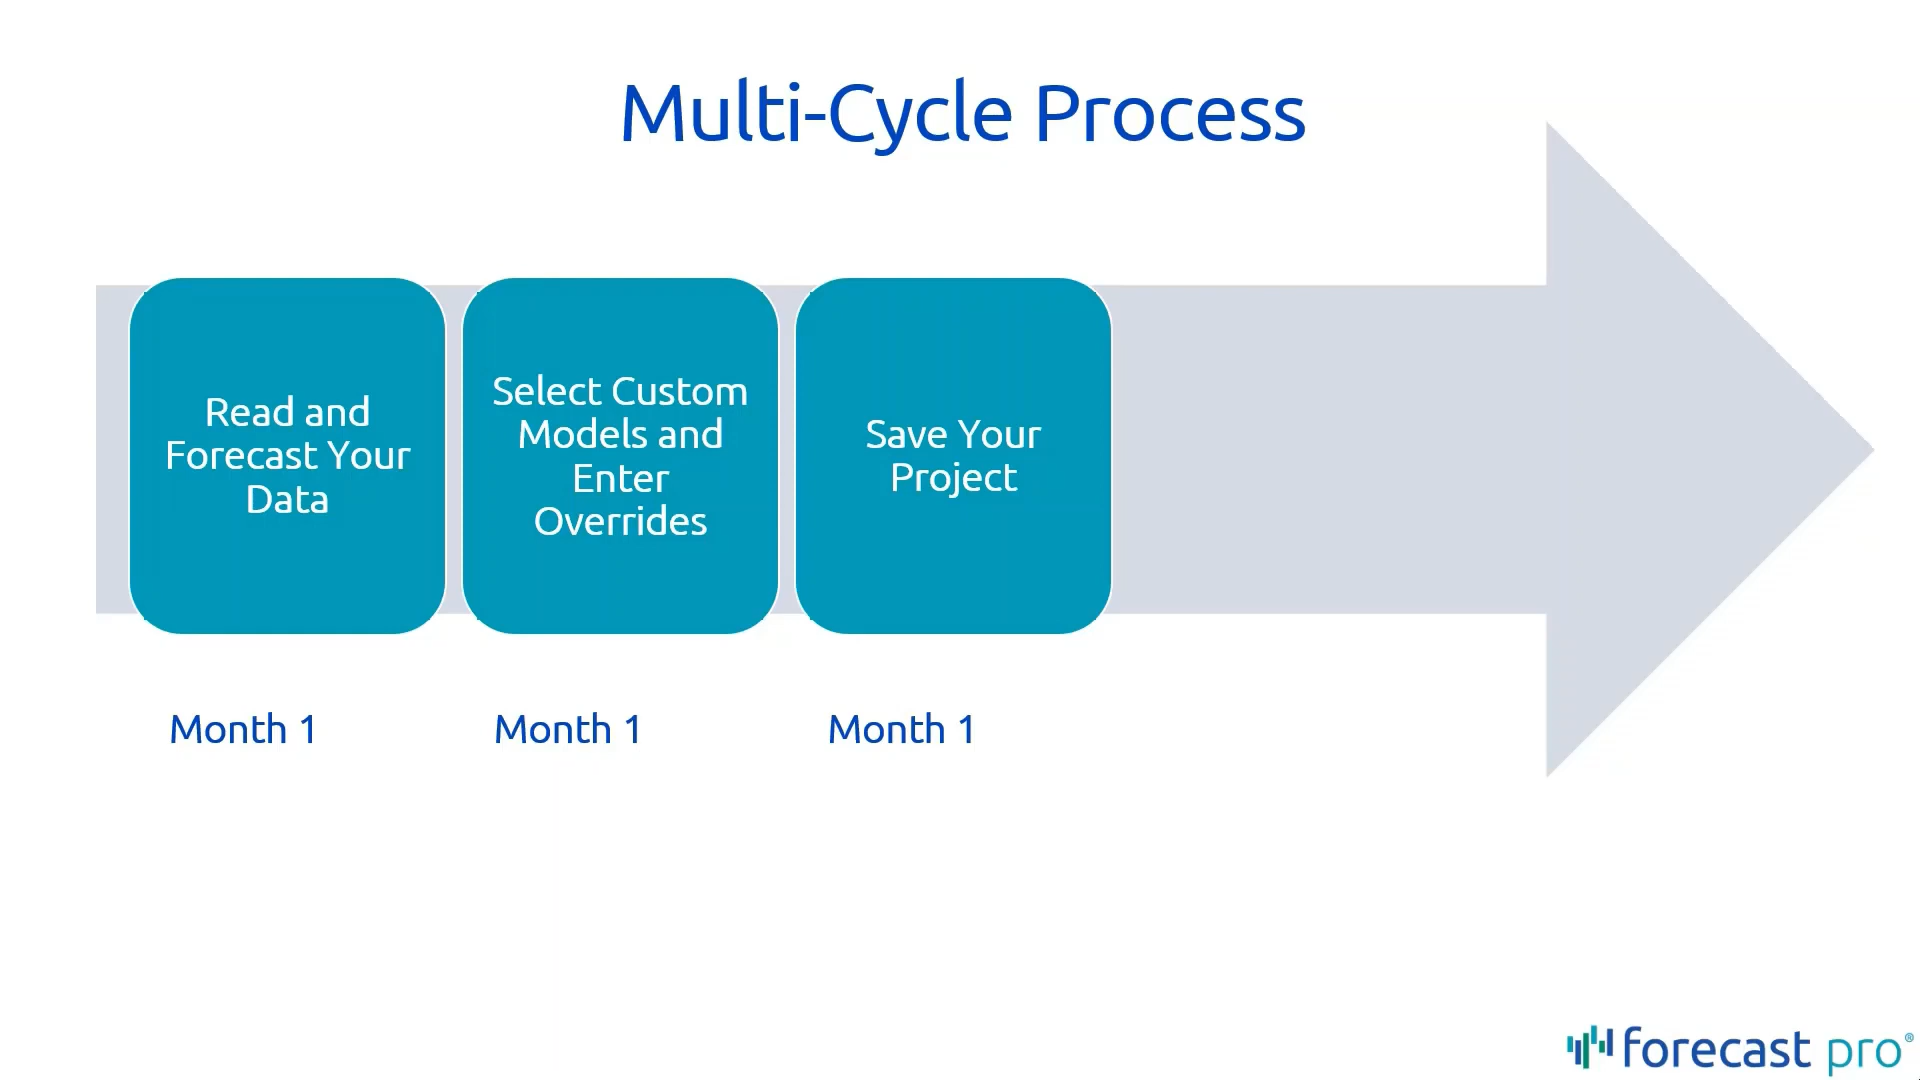 Multi-Cycle Process
Read and
Forecast Your
Data
Select Custom
Models and
Enter
Overrides
Save Your
Project
Month 1
Month 1
Month 1
forecast pro®